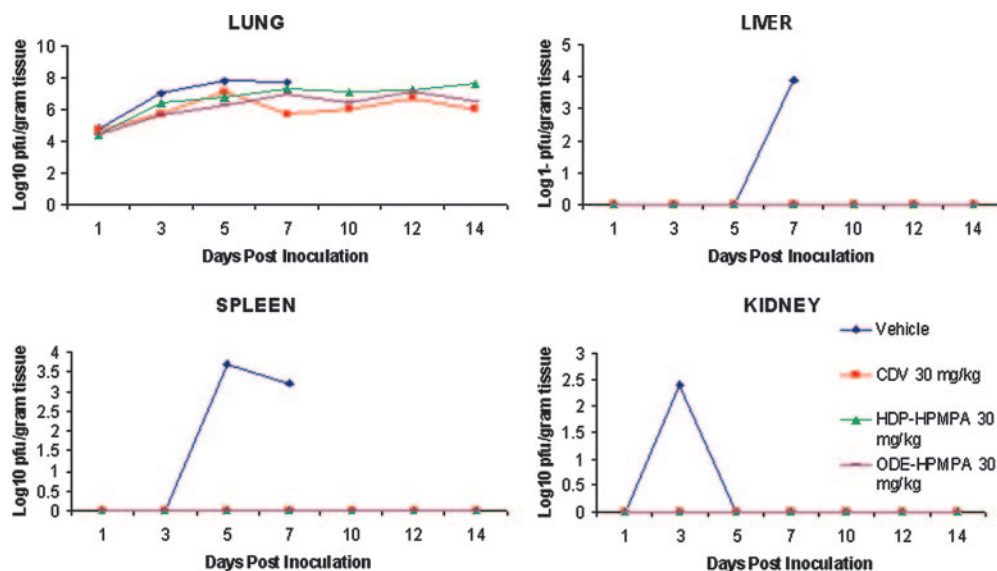 LUNG
Log10 pfu/gram tissue
10
8
6
4
2
0
1 3 5 7 10 12 14
Days Post Inoculation
LIVER
Log1- pfu/gram tissue
5
4
3
2
1
0
1 3 5 7 10 12 14
Days Post Inoculation
SPLEEN
Log10 pfu/gram tissue
4
3.5
3
2.5
2
1.5
1
0.5
0
1 3 5 7 10 12 14
Days Post Inoculation
KIDNEY
Log10 pfu/gram tissue
3
2.5
2
1.5
1
0.5
0
1 3 5 7 10 12 14
Days Post Inoculation
Vehicle
CDV 30 mg/kg
HDP-HPMPA 30
mg/kg
ODE-HPMPA 30
mg/kg